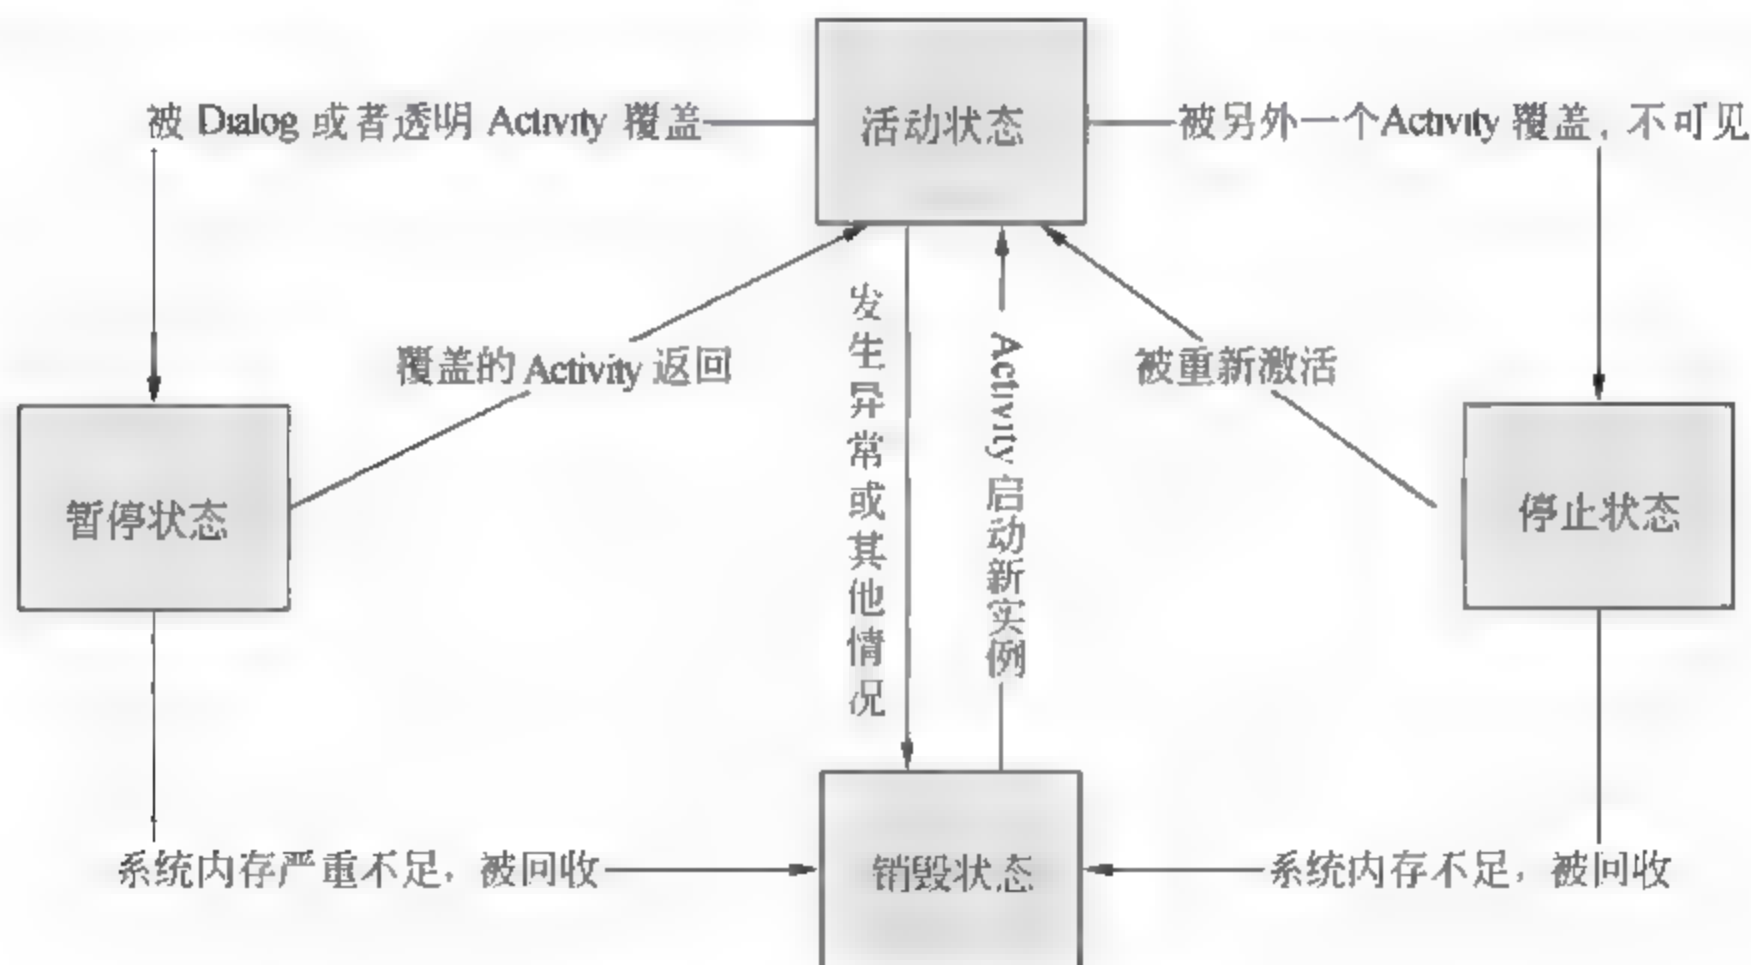 活动状态
被 Dialog 或者透明 Activity 覆盖
被另外一个Activity 覆盖，不可见
覆盖的 Activity 返回
发生异常或其他情况
Activity 启动新实例
被重新激活
暂停状态
停止状态
系统内存严重不足，被回收
销毁状态
系统内存不足，被回收